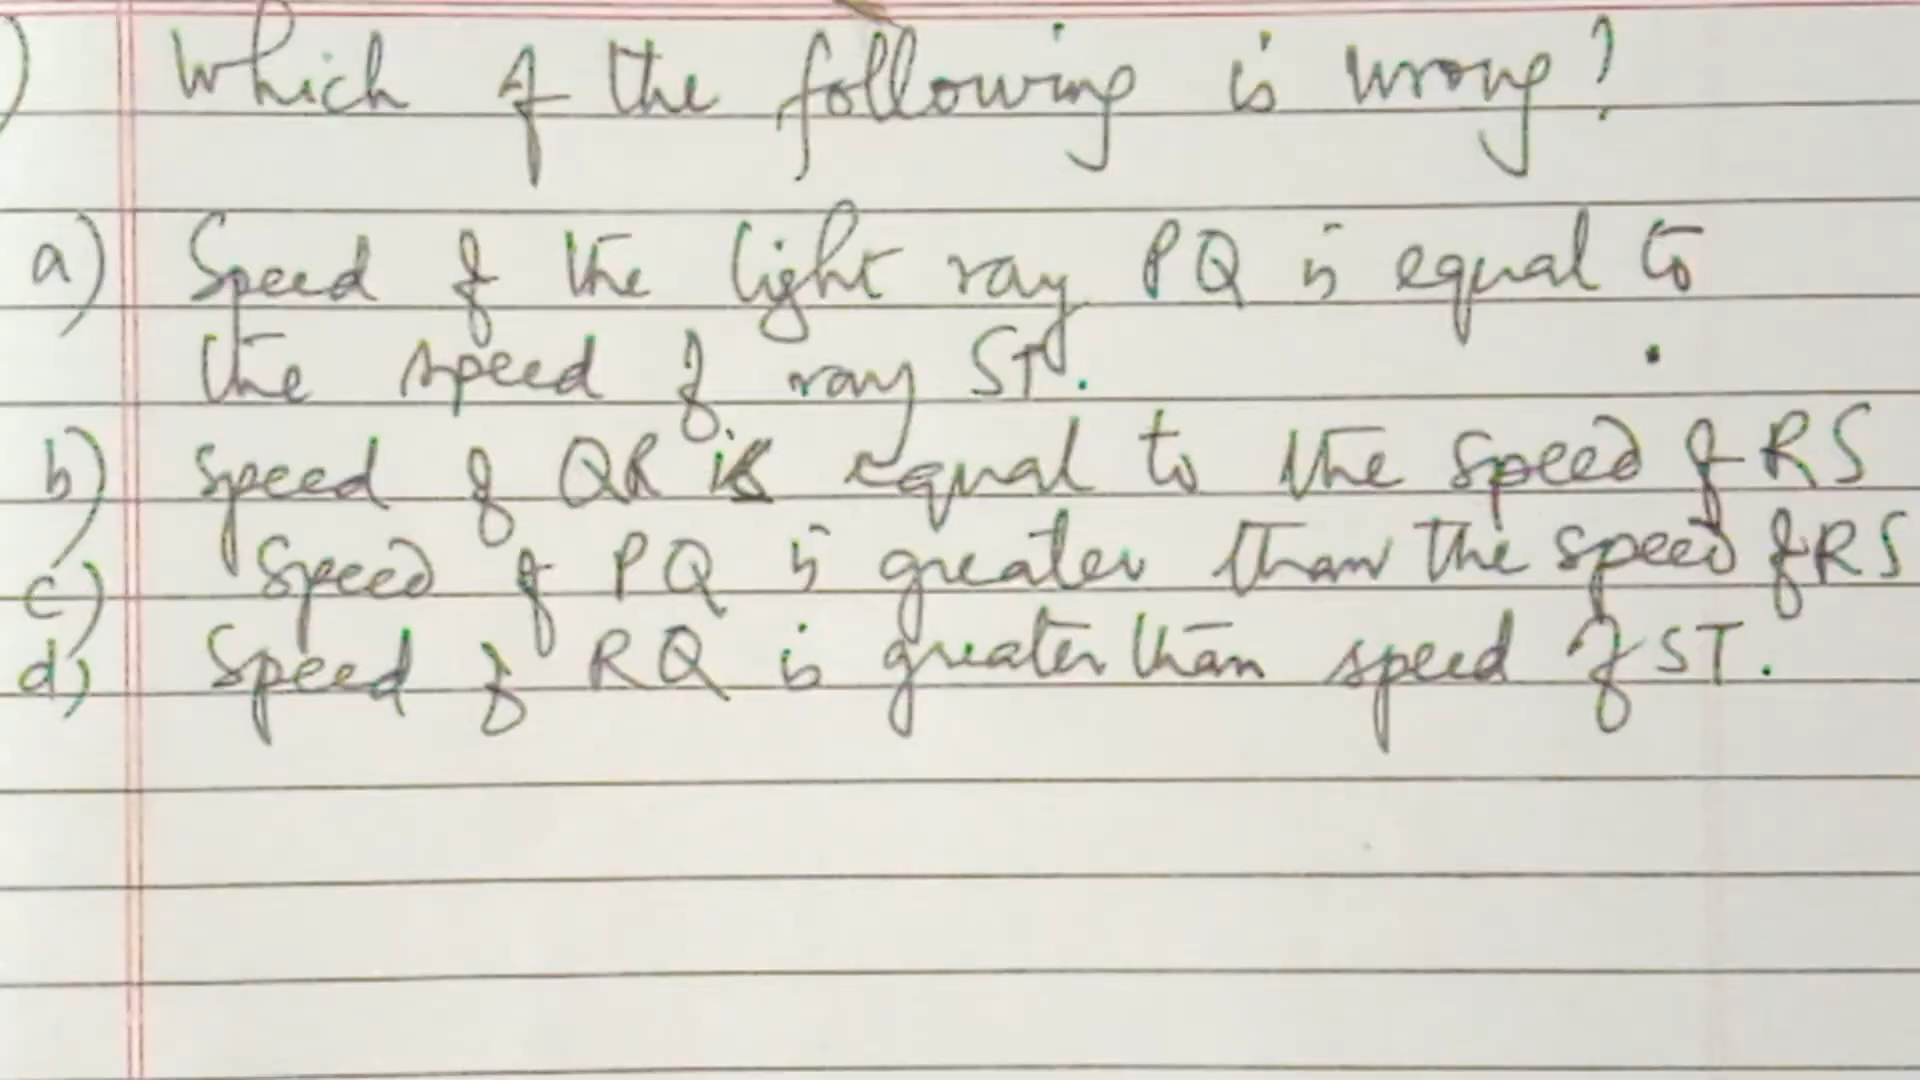 ) Which of the following is wrong?
a) Speed of the light ray PQ is equal to
the speed of ray ST.
b) Speed of QR is equal to the speed of RS
c) Speed of PQ is greater than the speed of RS
d) Speed of RQ is greater than speed of ST.